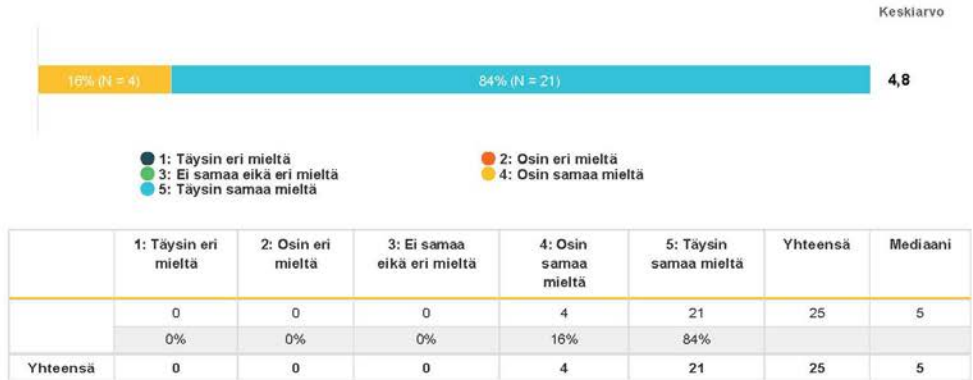 Keskiarvo
16% (N = 4) 84% (N = 21) 4,8
1: Täysin eri mieltä 2: Osin eri mieltä
3: Ei samaa eikä eri mieltä 4: Osin samaa mieltä
5: Täysin samaa mieltä
1: Täysin eri mieltä 2: Osin eri mieltä 3: Ei samaa eikä eri mieltä 4: Osin samaa mieltä 5: Täysin samaa mieltä Yhteensä Mediaani
0 0 0 4 21 25 5
0% 0% 0% 16% 84%
Yhteensä 0 0 0 4 21 25 5